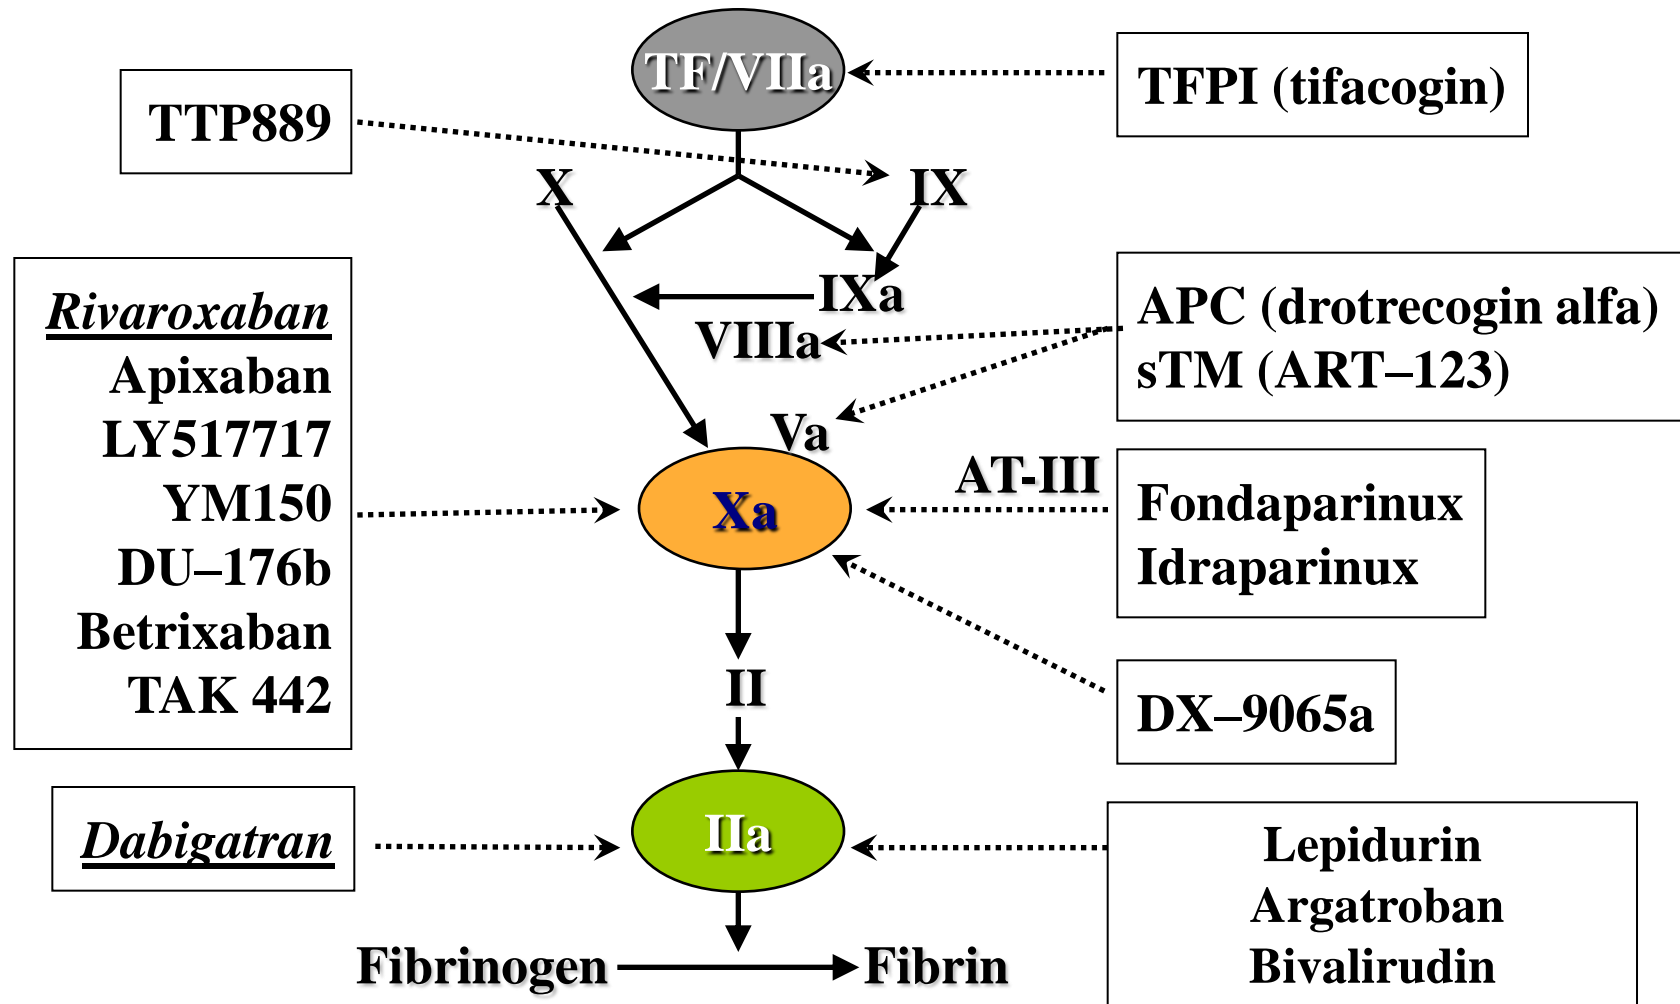 TF/VIIa
TFPI (tifacogin)
TTP889
X
IX
IXa
VIIIa
APC (drotrecogin alfa)
sTM (ART–123)
Rivaroxaban
Apixaban
LY517717
YM150
DU–176b
Betrixaban
TAK 442
Va
Xa
AT-III
Fondaparinux
Idraparinux
II
DX–9065a
Dabigatran
IIa
Lepidurin
Argatroban
Bivalirudin
Fibrinogen
Fibrin